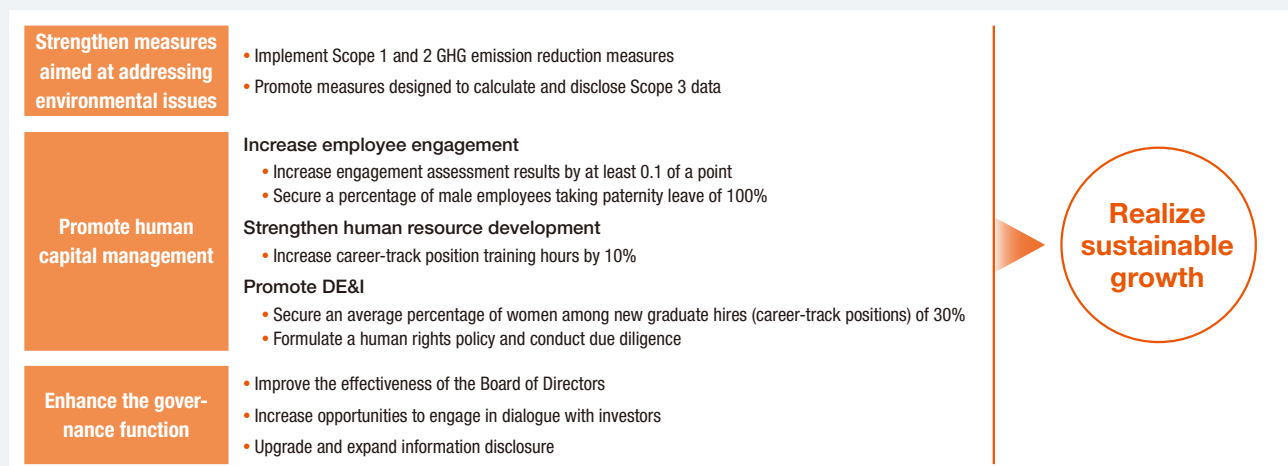 Strengthen measures
aimed at addressing
environmental issues
• Implement Scope 1 and 2 GHG emission reduction measures
• Promote measures designed to calculate and disclose Scope 3 data
Promote human
capital management
Increase employee engagement
• Increase engagement assessment results by at least 0.1 of a point
• Secure a percentage of male employees taking paternity leave of 100%
Strengthen human resource development
• Increase career-track position training hours by 10%
Promote DE&I
• Secure an average percentage of women among new graduate hires (career-track positions) of 30%
• Formulate a human rights policy and conduct due diligence
Enhance the gover-
nance function
• Improve the effectiveness of the Board of Directors
• Increase opportunities to engage in dialogue with investors
• Upgrade and expand information disclosure
Realize
sustainable
growth